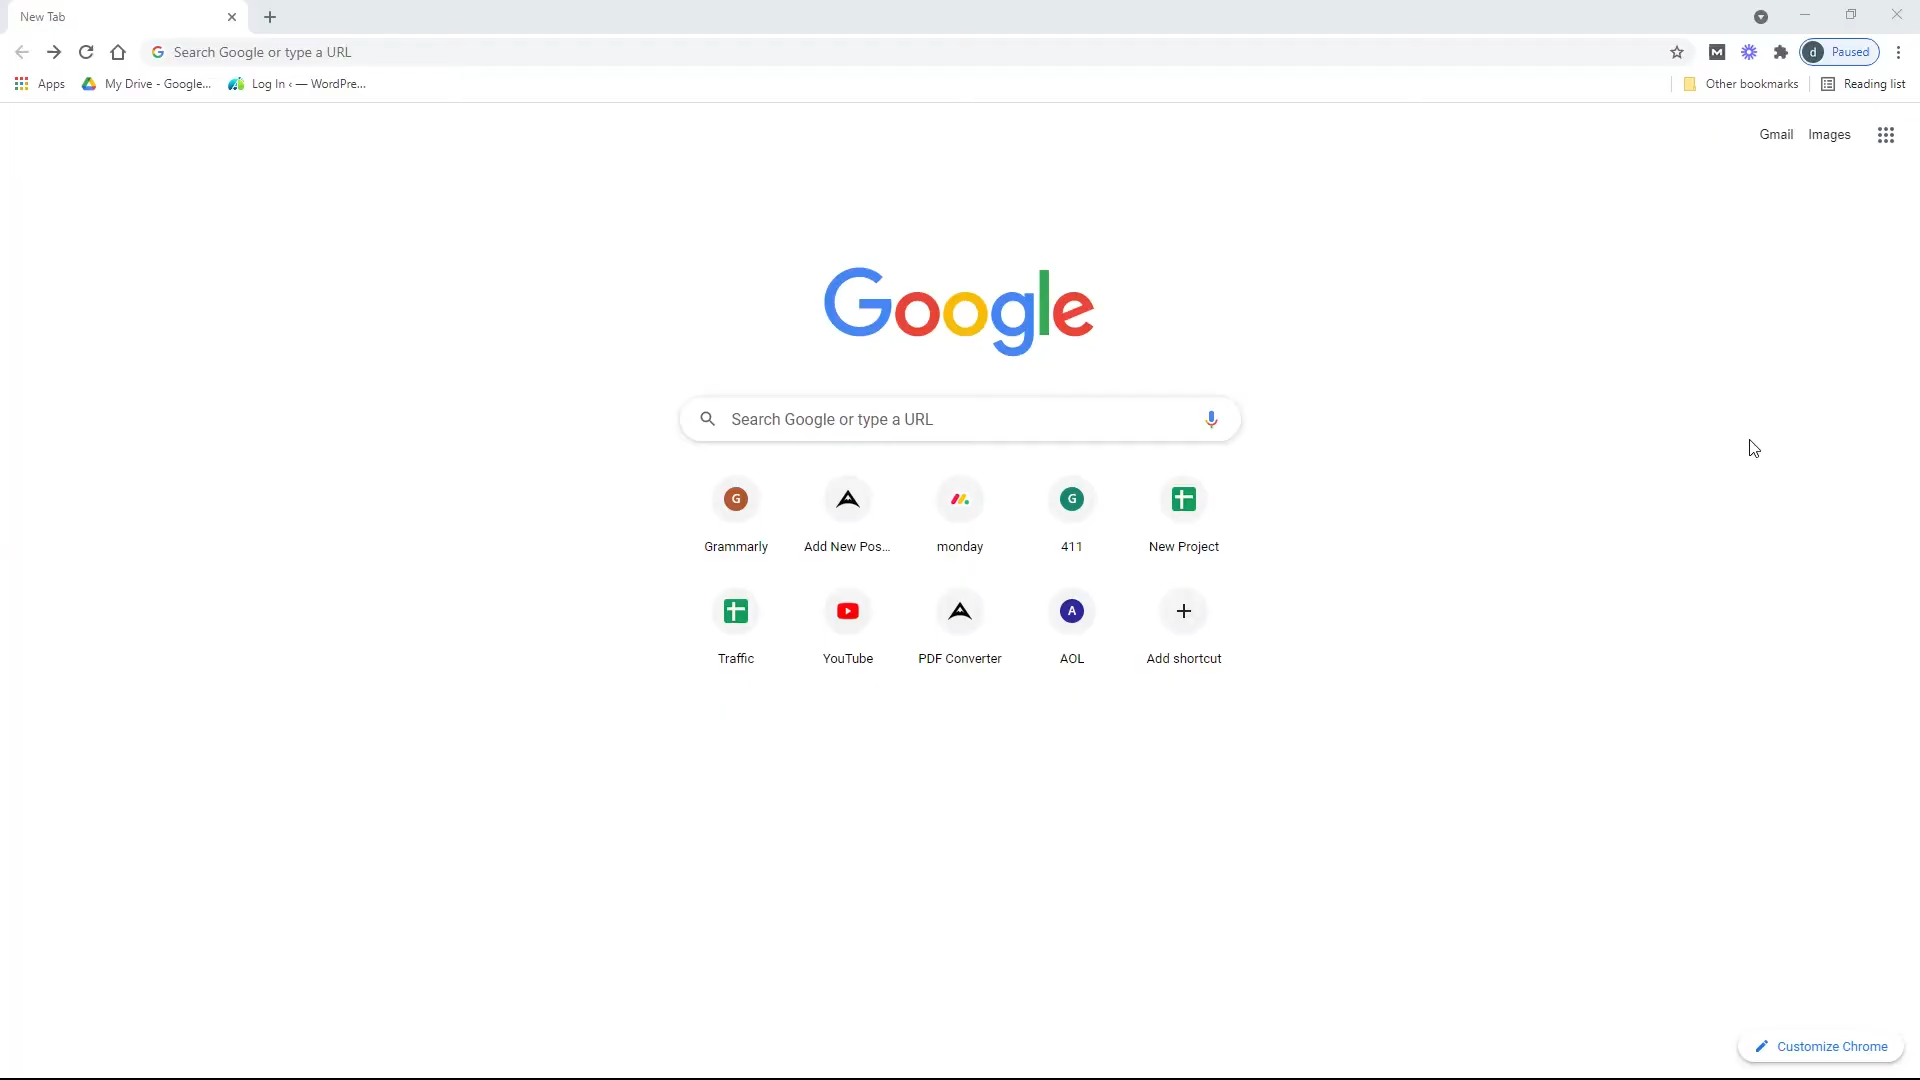 New Tab
Search Google or type a URL
d Paused
Apps My Drive - Google... Log In ‹ — WordPre... Other bookmarks Reading list
Gmail Images
Google
Search Google or type a URL
G G
Grammarly Add New Pos... monday 411 New Project
A
Traffic YouTube PDF Converter AOL Add shortcut
Customize Chrome